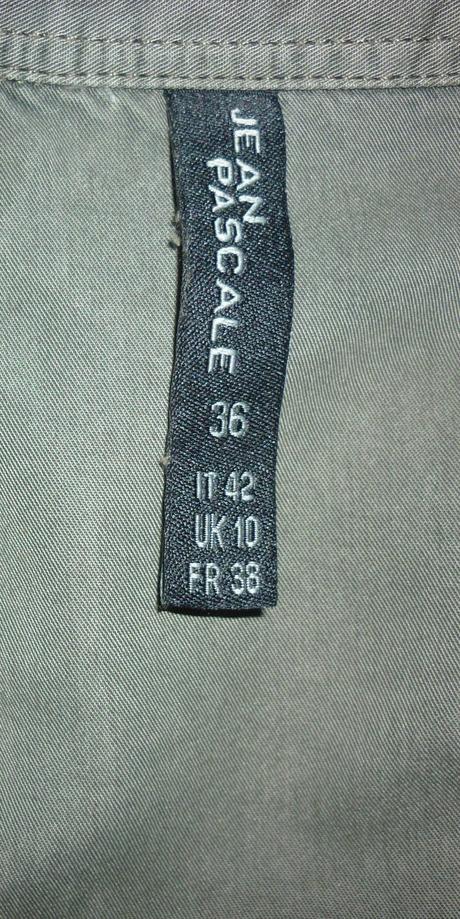 JEAN
PASCALE
36
IT 42
UK 10
FR 38